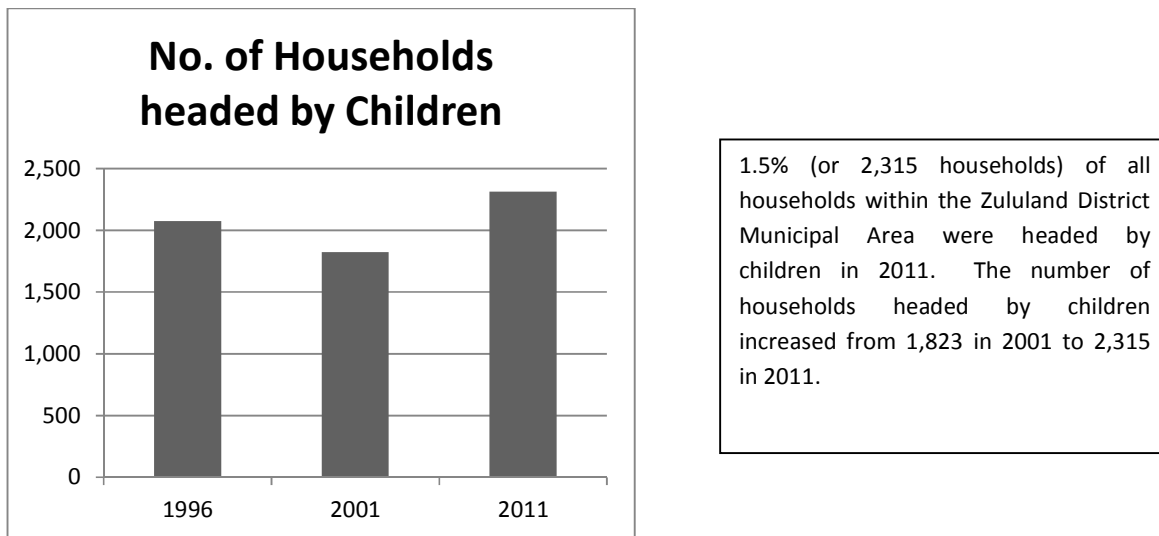 No. of Households
headed by Children
2,500
2,000
1,500
1,000
500
0
1996 2001 2011
1.5% (or 2,315 households) of all
households within the Zululand District
Municipal Area were headed by
children in 2011. The number of
households headed by children
increased from 1,823 in 2001 to 2,315
in 2011.